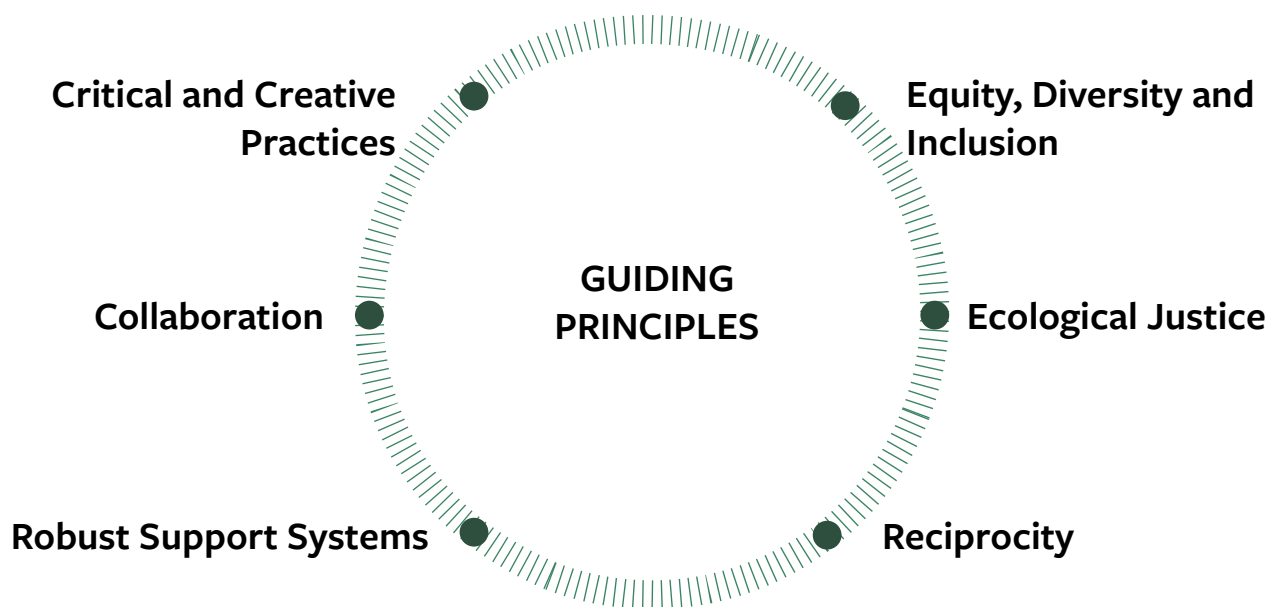 Critical and Creative
Practices
Equity, Diversity and
Inclusion
GUIDING
PRINCIPLES
Collaboration
Ecological Justice
Robust Support Systems
Reciprocity